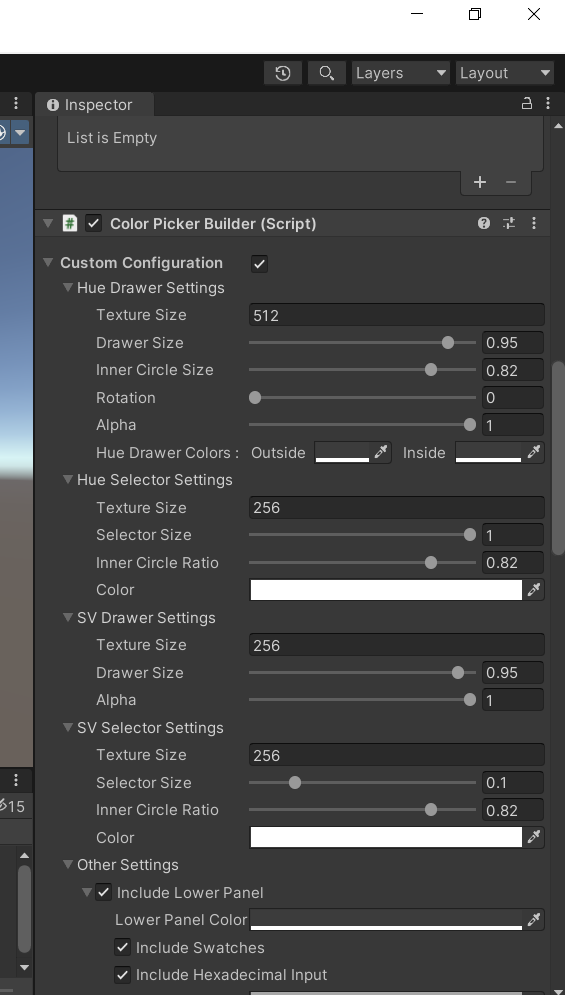 Layers Layout
Inspector
List is Empty
Color Picker Builder (Script)
Custom Configuration
Hue Drawer Settings
Texture Size 512
Drawer Size 0.95
Inner Circle Size 0.82
Rotation 0
Alpha 1
Hue Drawer Colors : Outside Inside
Hue Selector Settings
Texture Size 256
Selector Size 1
Inner Circle Ratio 0.82
Color
SV Drawer Settings
Texture Size 256
Drawer Size 0.95
Alpha 1
SV Selector Settings
Texture Size 256
Selector Size 0.1
15
Inner Circle Ratio 0.82
Color
Other Settings
Include Lower Panel
Lower Panel Color
Include Swatches
Include Hexadecimal Input